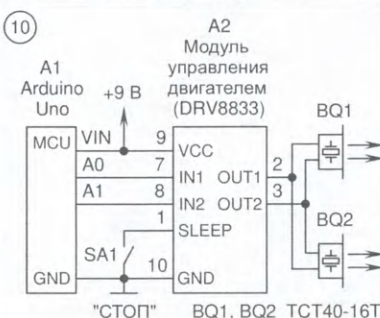 10
A1
Arduino
Uno
+9 В
A2
Модуль
управления
двигателем
(DRV8833)
BQ1
MCU VIN 9 VCC
A0 7 IN1 OUT1 2
A1 8 IN2 OUT2 3
1 SLEEP
BQ2
SA1
GND 10 GND
"СТОП"
BQ1, BQ2 TCT40-16T